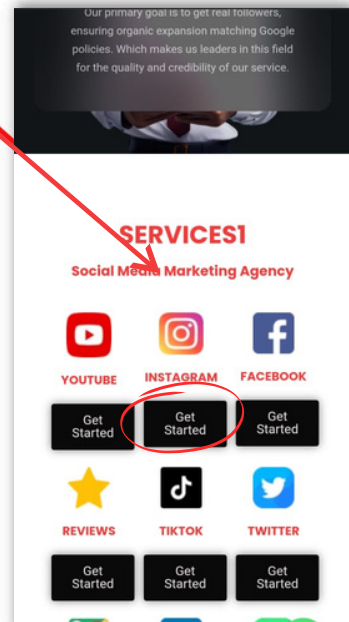 Our primary goal is to get real followers,
ensuring organic expansion matching Google
policies. Which makes us leaders in this field
for the quality and credibility of our service.
SERVICES1
Social Media Marketing Agency
YOUTUBE INSTAGRAM FACEBOOK
Get Get Get
Started Started Started
REVIEWS TIKTOK TWITTER
Get Get Get
Started Started Started